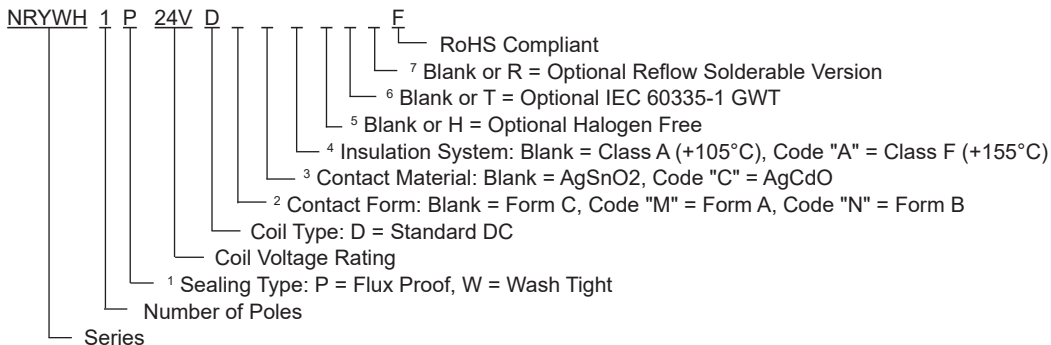 NRYWH 1 P 24V D _ _ _ _ _ _ F
RoHS Compliant
7 Blank or R = Optional Reflow Solderable Version
6 Blank or T = Optional IEC 60335-1 GWT
5 Blank or H = Optional Halogen Free
4 Insulation System: Blank = Class A (+105°C), Code "A" = Class F (+155°C)
3 Contact Material: Blank = AgSnO2, Code "C" = AgCdO
2 Contact Form: Blank = Form C, Code "M" = Form A, Code "N" = Form B
Coil Type: D = Standard DC
Coil Voltage Rating
1 Sealing Type: P = Flux Proof, W = Wash Tight
Number of Poles
Series